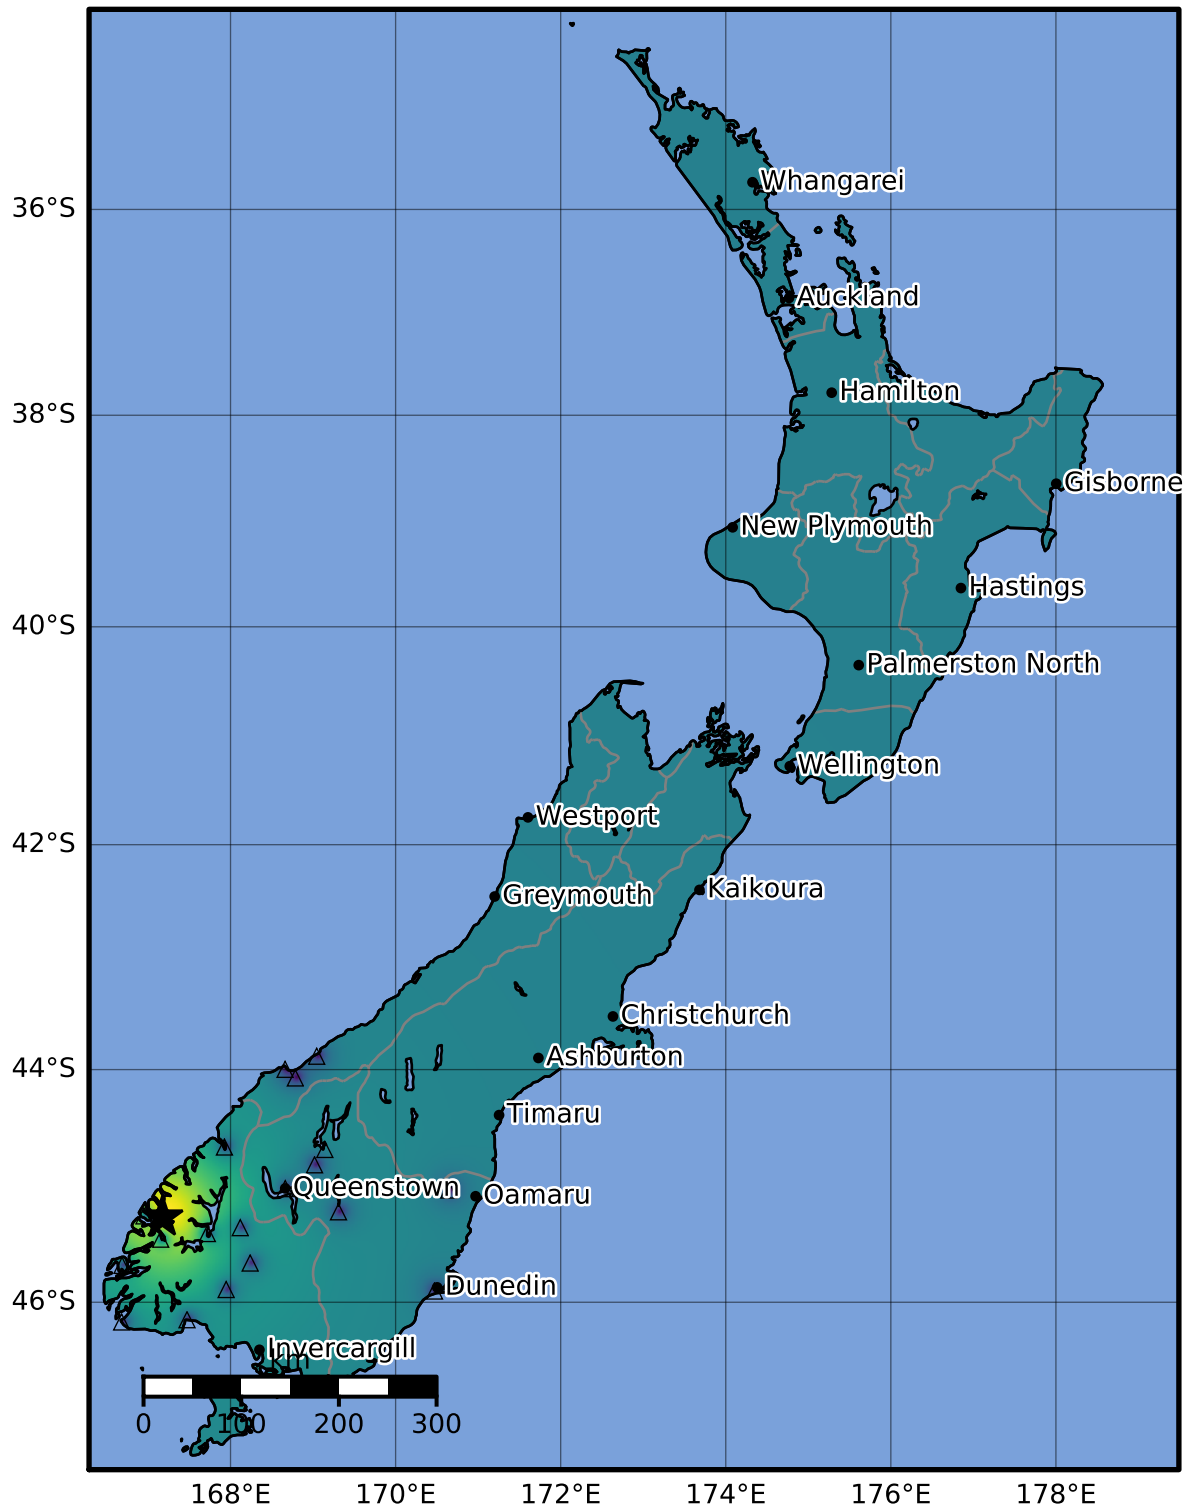 Whangarei
36°S
Auckland
Hamilton
38°S
Gisborne
New Plymouth
Hastings
40°S
Palmerston North
Wellington
Westport
42°S
Kaikoura
Greymouth
Christchurch
Ashburton
44°S
Timaru
Queenstown
Oamaru
Dunedin
46°S
Invercargill
km
0 100 200 300
168°E 170°E 172°E 174°E 176°E 178°E